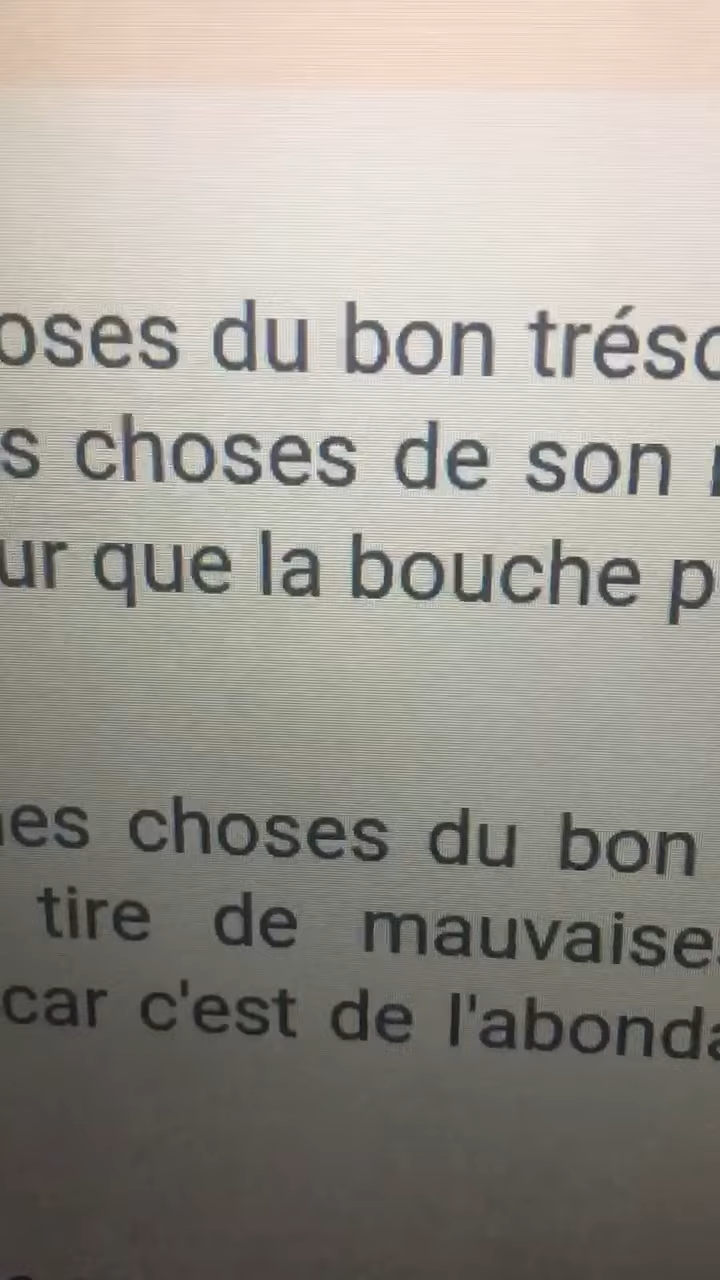 oses du bon tréso
s choses de son
ur que la bouche p
es choses du bon
tire de mauvaise
car c'est de l'abonda